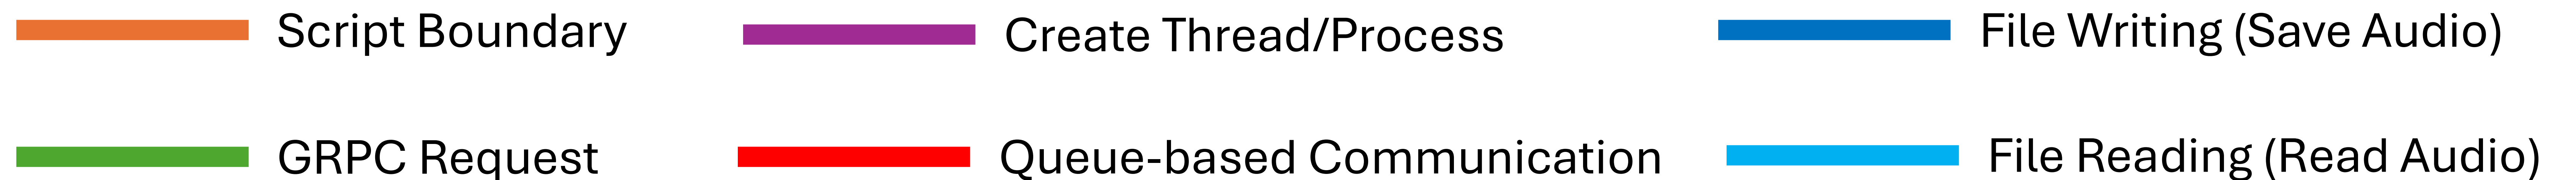 Script Boundary
Create Thread/Process
File Writing (Save Audio)
GRPC Request
Queue-based Communication
File Reading (Read Audio)